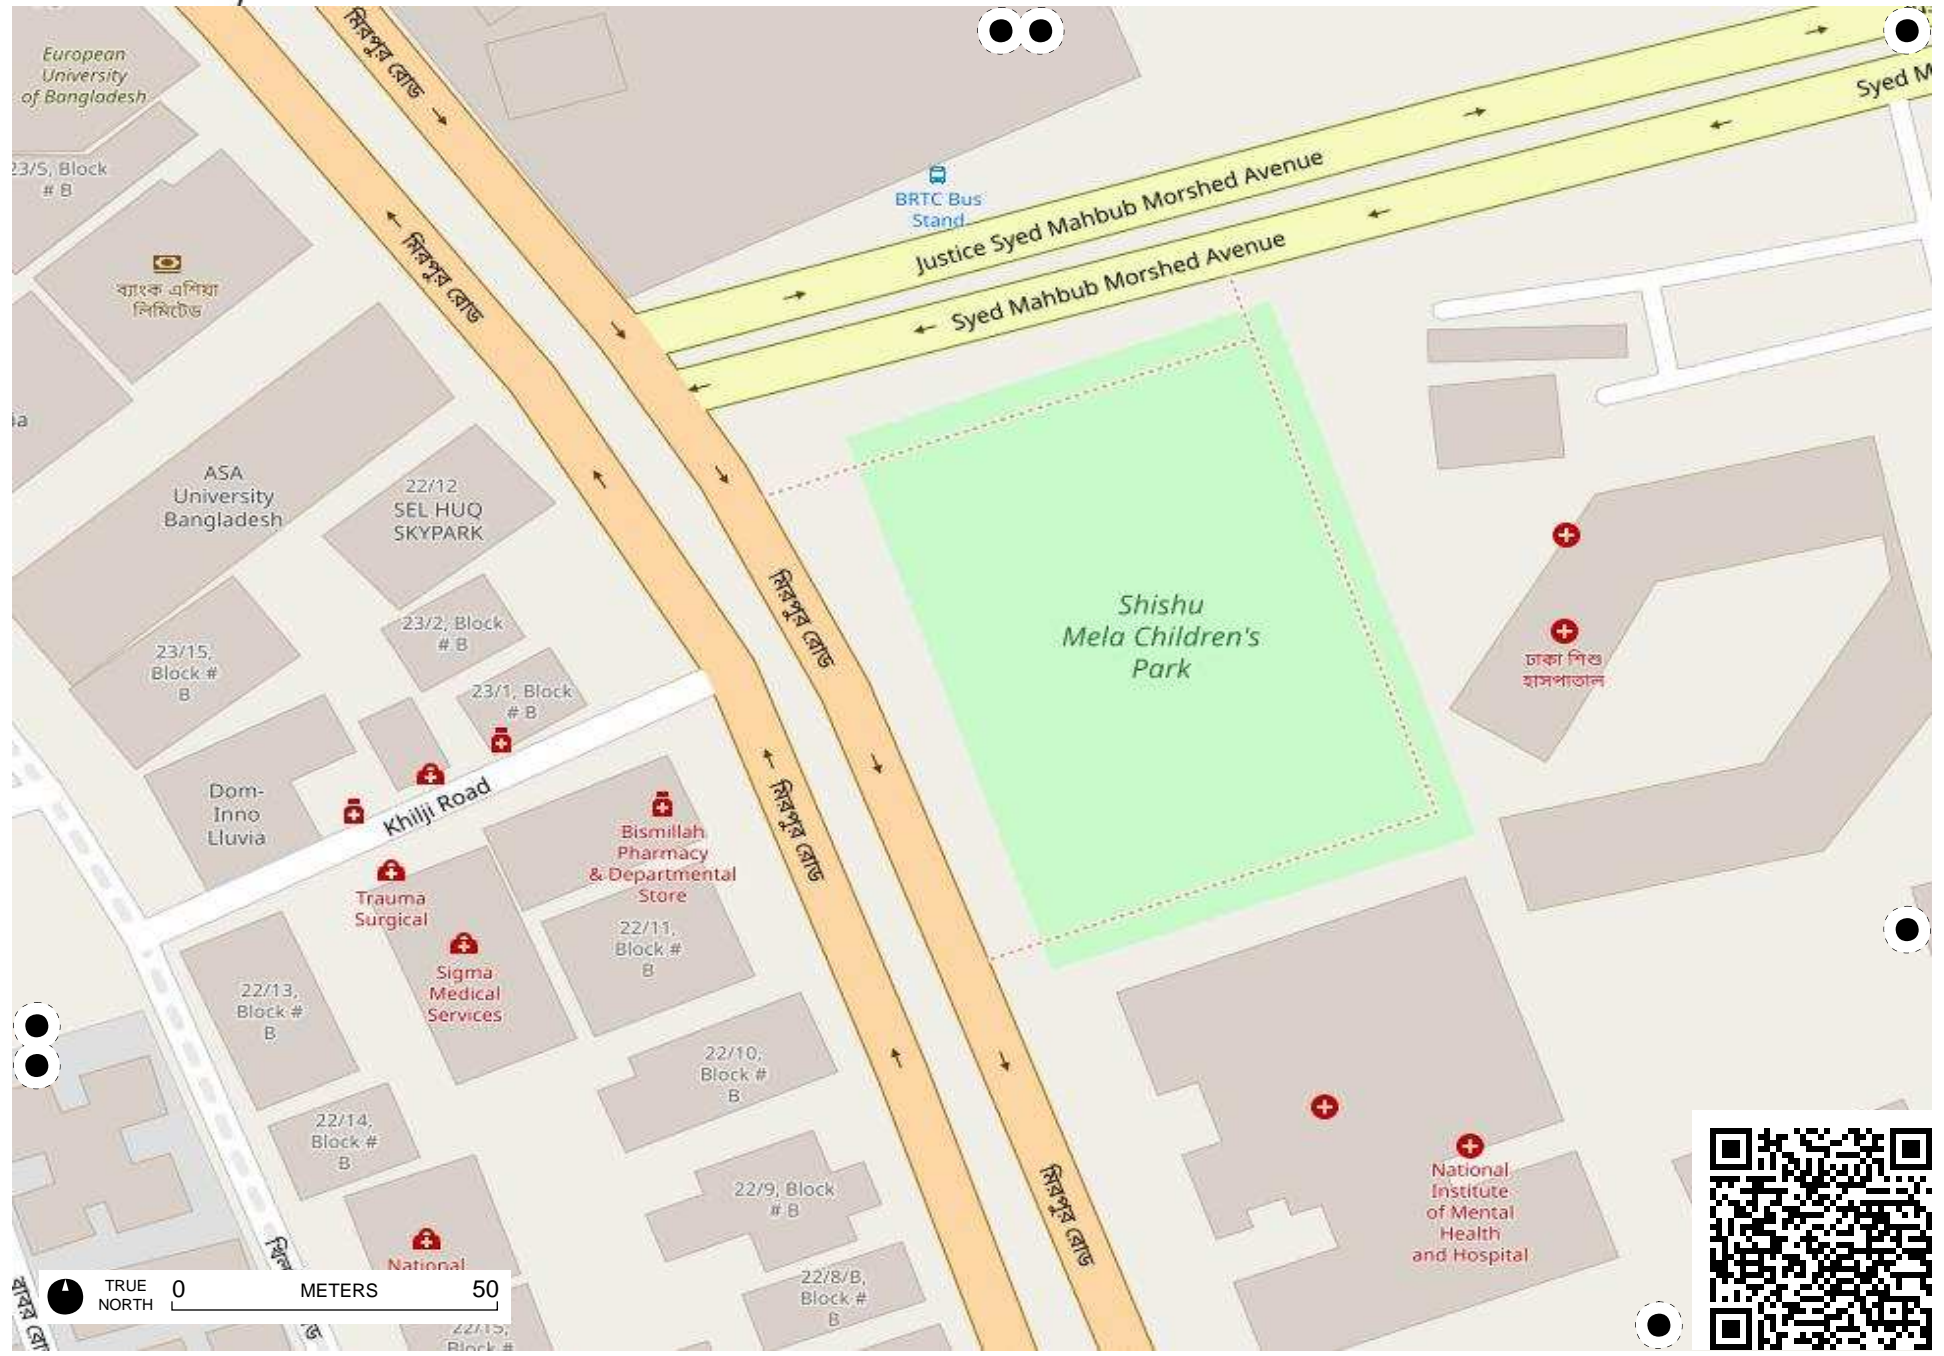 মিরপুর রোড
European
University
of Bangladesh
Syed M
23/5, Block
# B
BRTC Bus
Stand
Justice Syed Mahbub Morshed Avenue
Syed Mahbub Morshed Avenue
মিরপুর রোড
ব্যাংক এশিয়া
লিমিটেড
ASA
University
Bangladesh
22/12
SEL HUQ
SKYPARK
মিরপুর রোড
Shishu
Mela Children's
Park
23/2, Block
# B
23/15,
Block #
B
23/1, Block
# B
ঢাকা শিশু
হাসপাতাল
Dom-
Inno
Lluvia
Khilji Road
মিরপুর রোড
Bismillah
Pharmacy
& Departmental
Store
Trauma
Surgical
22/11,
Block #
B
Sigma
Medical
Services
22/13,
Block #
B
22/10,
Block #
B
22/14,
Block #
B
22/9, Block
# B
মিরপুর রোড
National
Institute
of Mental
Health
and Hospital
National
22/8/B,
Block #
B
TRUE
NORTH
0 METERS 50
22/15,
Block #